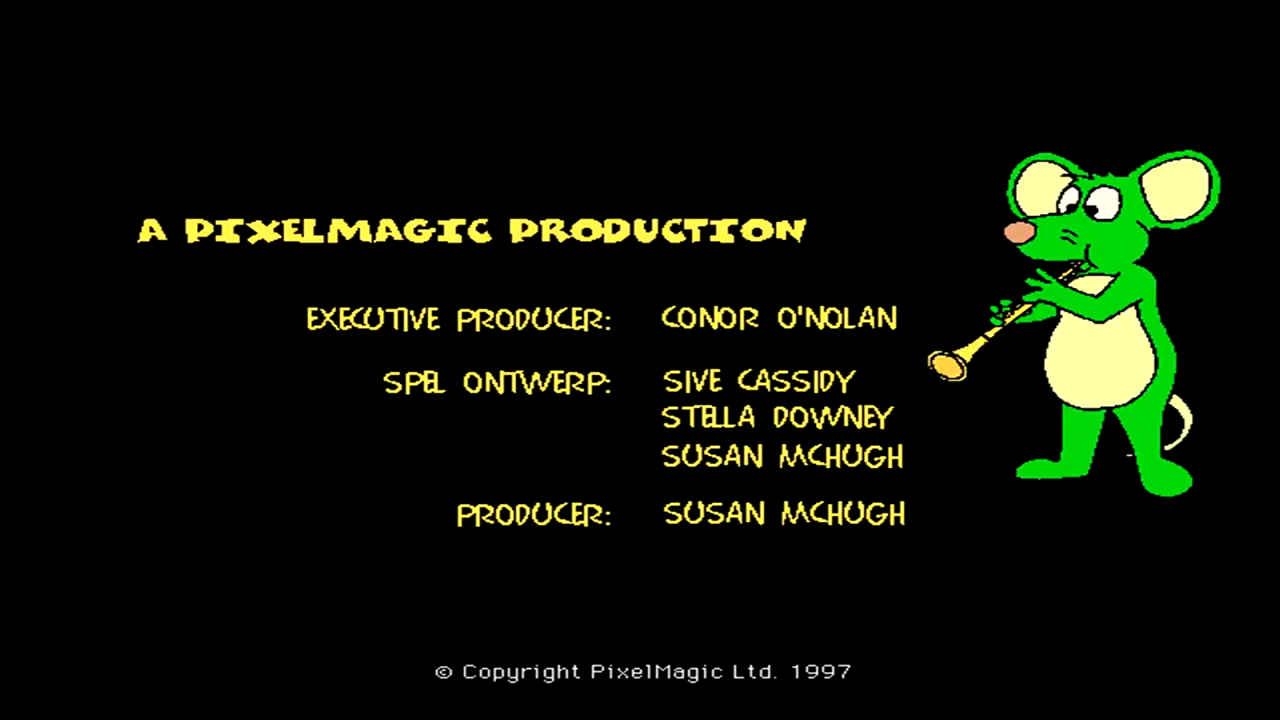 A PIXELMAGIC PRODUCTION
EXECUTIVE PRODUCER: CONOR O'NOLAN
SPEL ONTWERP: SIVE CASSIDY
STELLA DOWNEY
SUSAN MCHUGH
PRODUCER: SUSAN MCHUGH
© Copyright PixelMagic Ltd. 1997